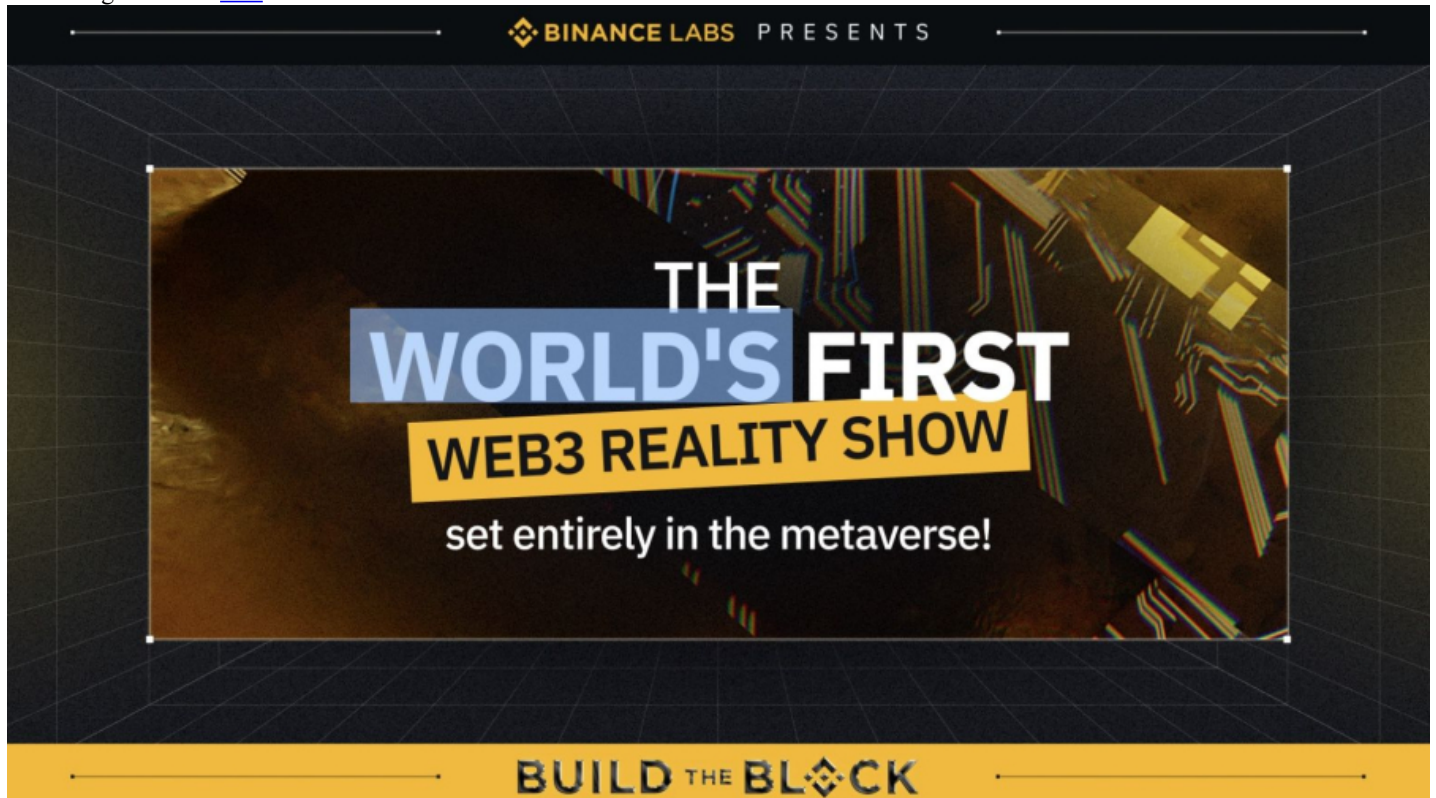 BINANCE LABS PRESENTS
THE
WORLD'S FIRST
WEB3 REALITY SHOW
set entirely in the metaverse!
BUILD THE BLOCK